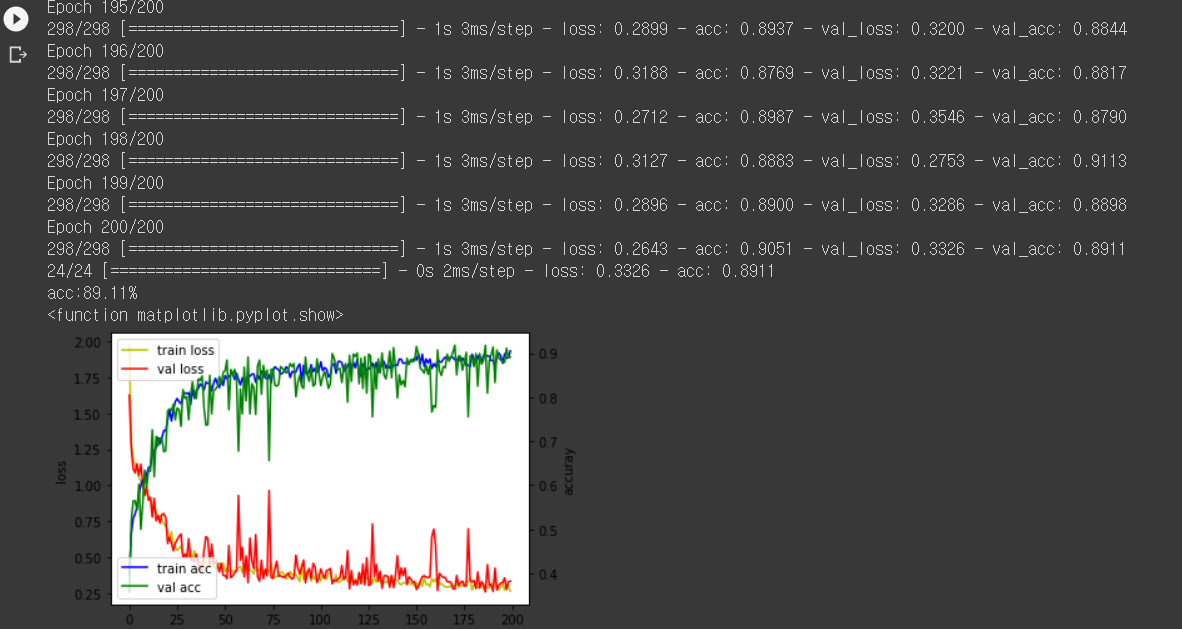 Epoch 195/200
298/298 [==============================] - 1s 3ms/step - loss: 0.2899 - acc: 0.8937 - val_loss: 0.3200 - val_acc: 0.8844
Epoch 196/200
298/298 [==============================] - 1s 3ms/step - loss: 0.3188 - acc: 0.8769 - val_loss: 0.3221 - val_acc: 0.8817
Epoch 197/200
298/298 [==============================] - 1s 3ms/step - loss: 0.2712 - acc: 0.8987 - val_loss: 0.3546 - val_acc: 0.8790
Epoch 198/200
298/298 [==============================] - 1s 3ms/step - loss: 0.3127 - acc: 0.8883 - val_loss: 0.2753 - val_acc: 0.9113
Epoch 199/200
298/298 [==============================] - 1s 3ms/step - loss: 0.2896 - acc: 0.8900 - val_loss: 0.3286 - val_acc: 0.8898
Epoch 200/200
298/298 [==============================] - 1s 3ms/step - loss: 0.2643 - acc: 0.9051 - val_loss: 0.3326 - val_acc: 0.8911
24/24 [==============================] - 0s 2ms/step - loss: 0.3326 - acc: 0.8911
acc:89.11%
<function matplotlib.pyplot.show>
train loss
val loss
train acc
val acc
loss
2.00
1.75
1.50
1.25
1.00
0.75
0.50
0.25
accuray
0.9
0.8
0.7
0.6
0.5
0.4
0 25 50 75 100 125 150 175 200